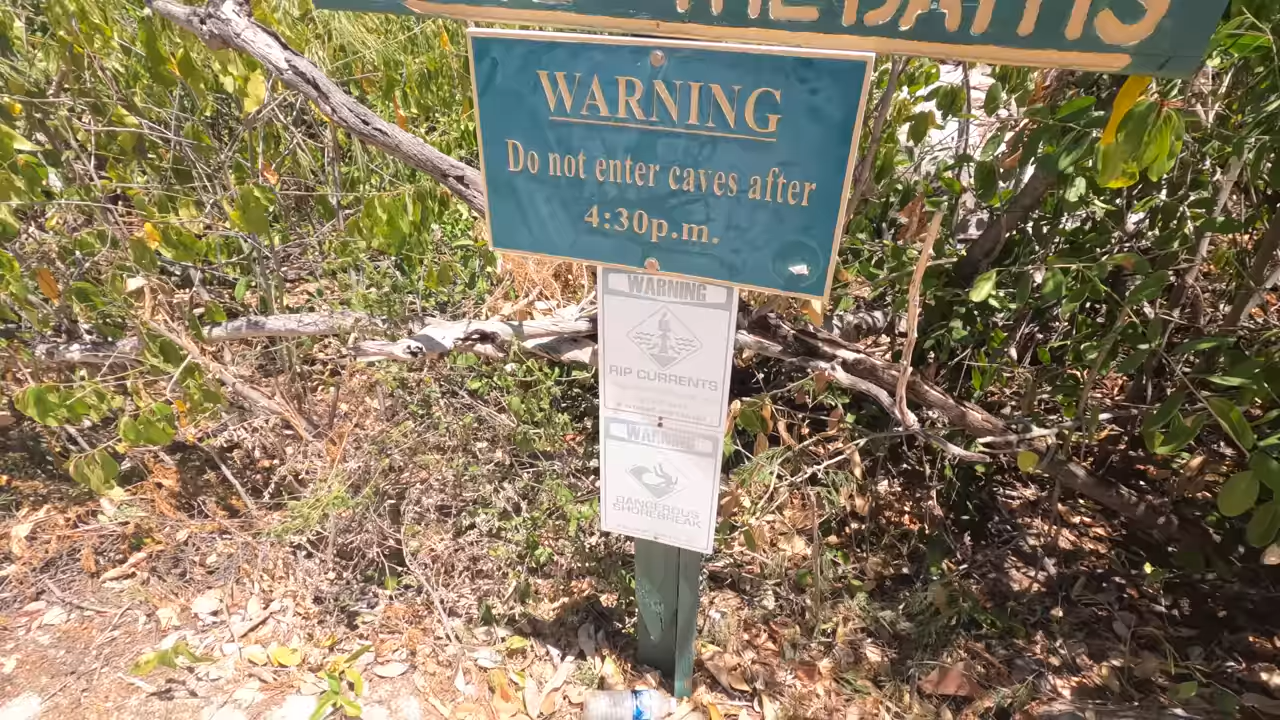 THE BATHS
WARNING
Do not enter caves after
4:30p.m.
WARNING
RIP CURRENTS
WARNING
DANGEROUS
SHOREBREAK